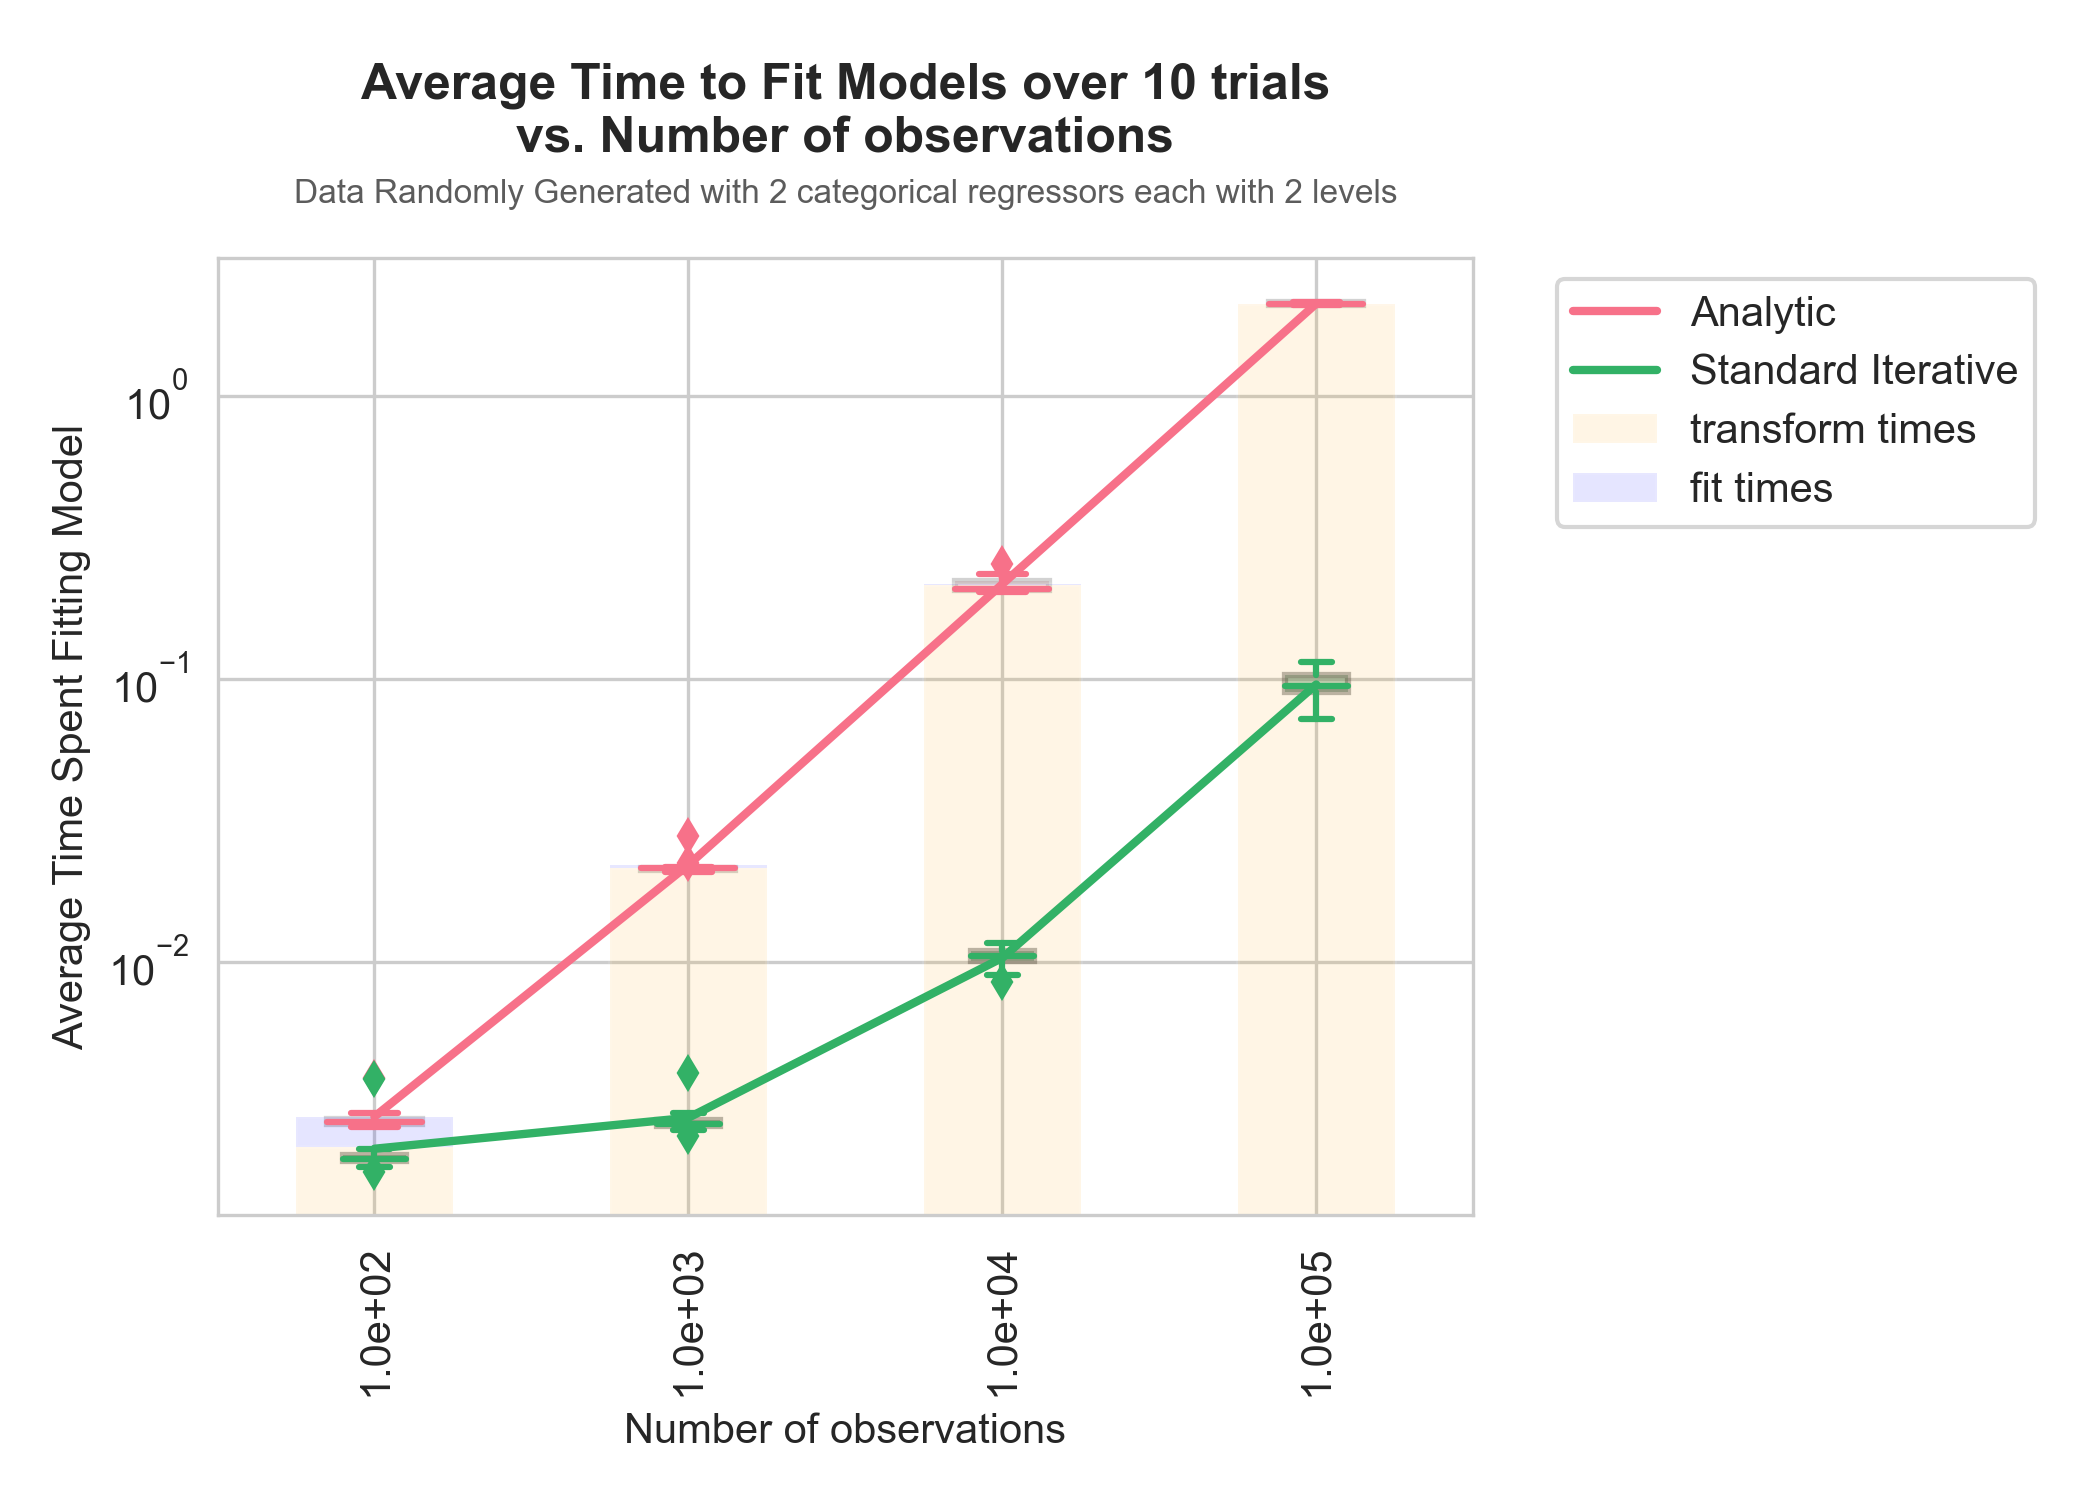 Average Time to Fit Models over 10 trials
vs. Number of observations
Data Randomly Generated with 2 categorical regressors each with 2 levels
Analytic
Standard Iterative
transform times
fit times
Average Time Spent Fitting Model
10⁰
10⁻¹
10⁻²
1.0e+02
1.0e+03
1.0e+04
1.0e+05
Number of observations